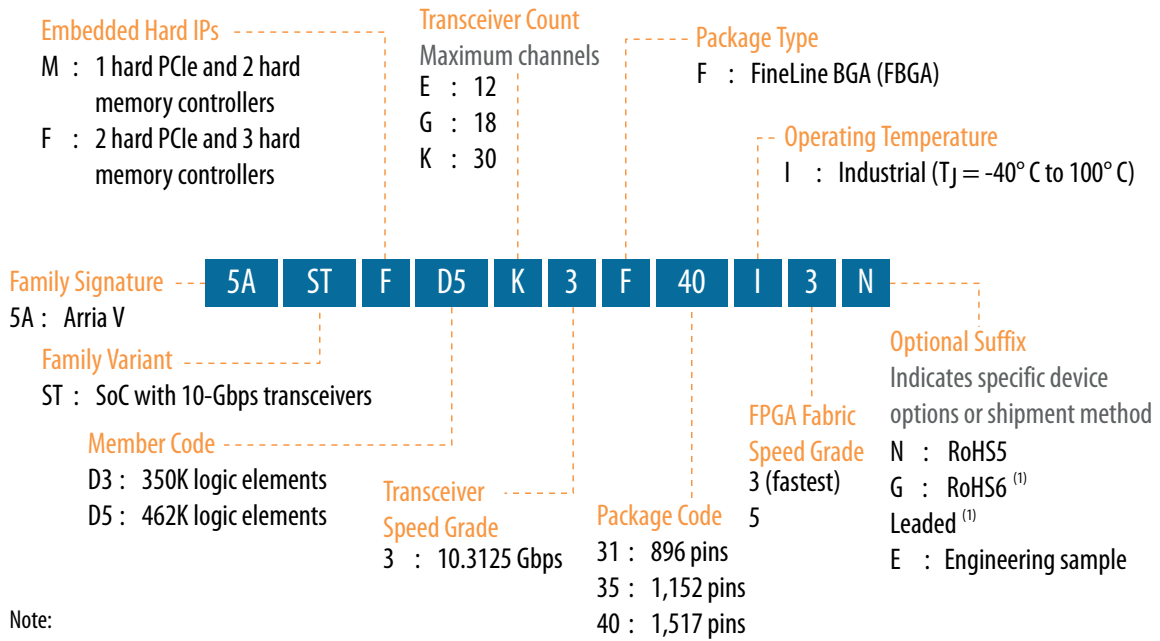 Embedded Hard IPs
M : 1 hard PCIe and 2 hard
memory controllers
F : 2 hard PCIe and 3 hard
memory controllers
Transceiver Count
Maximum channels
E : 12
G : 18
K : 30
Package Type
F : FineLine BGA (FBGA)
Operating Temperature
I : Industrial (TJ = -40° C to 100° C)
Family Signature
5A : Arria V
5A ST F D5 K 3 F 40 I 3 N
Family Variant
ST : SoC with 10-Gbps transceivers
Member Code
D3 : 350K logic elements
D5 : 462K logic elements
Transceiver
Speed Grade
3 : 10.3125 Gbps
Package Code
31 : 896 pins
35 : 1,152 pins
40 : 1,517 pins
FPGA Fabric
Speed Grade
3 (fastest)
5
Optional Suffix
Indicates specific device
options or shipment method
N : RoHS5
G : RoHS6 (1)
Leaded (1)
E : Engineering sample
Note: